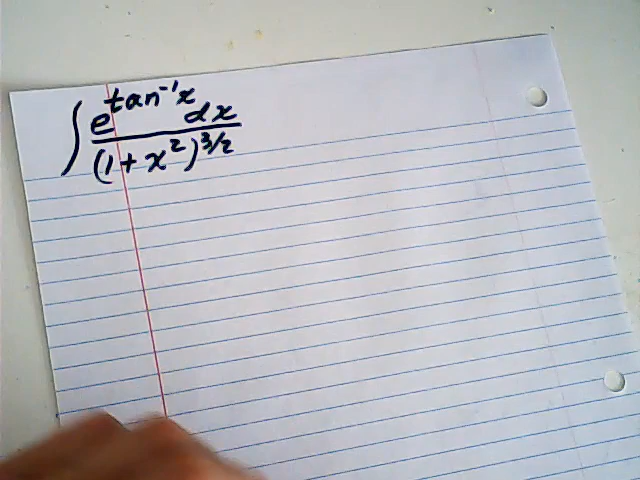 ∫ e^tan⁻¹x dx / (1 + x²)^3/2